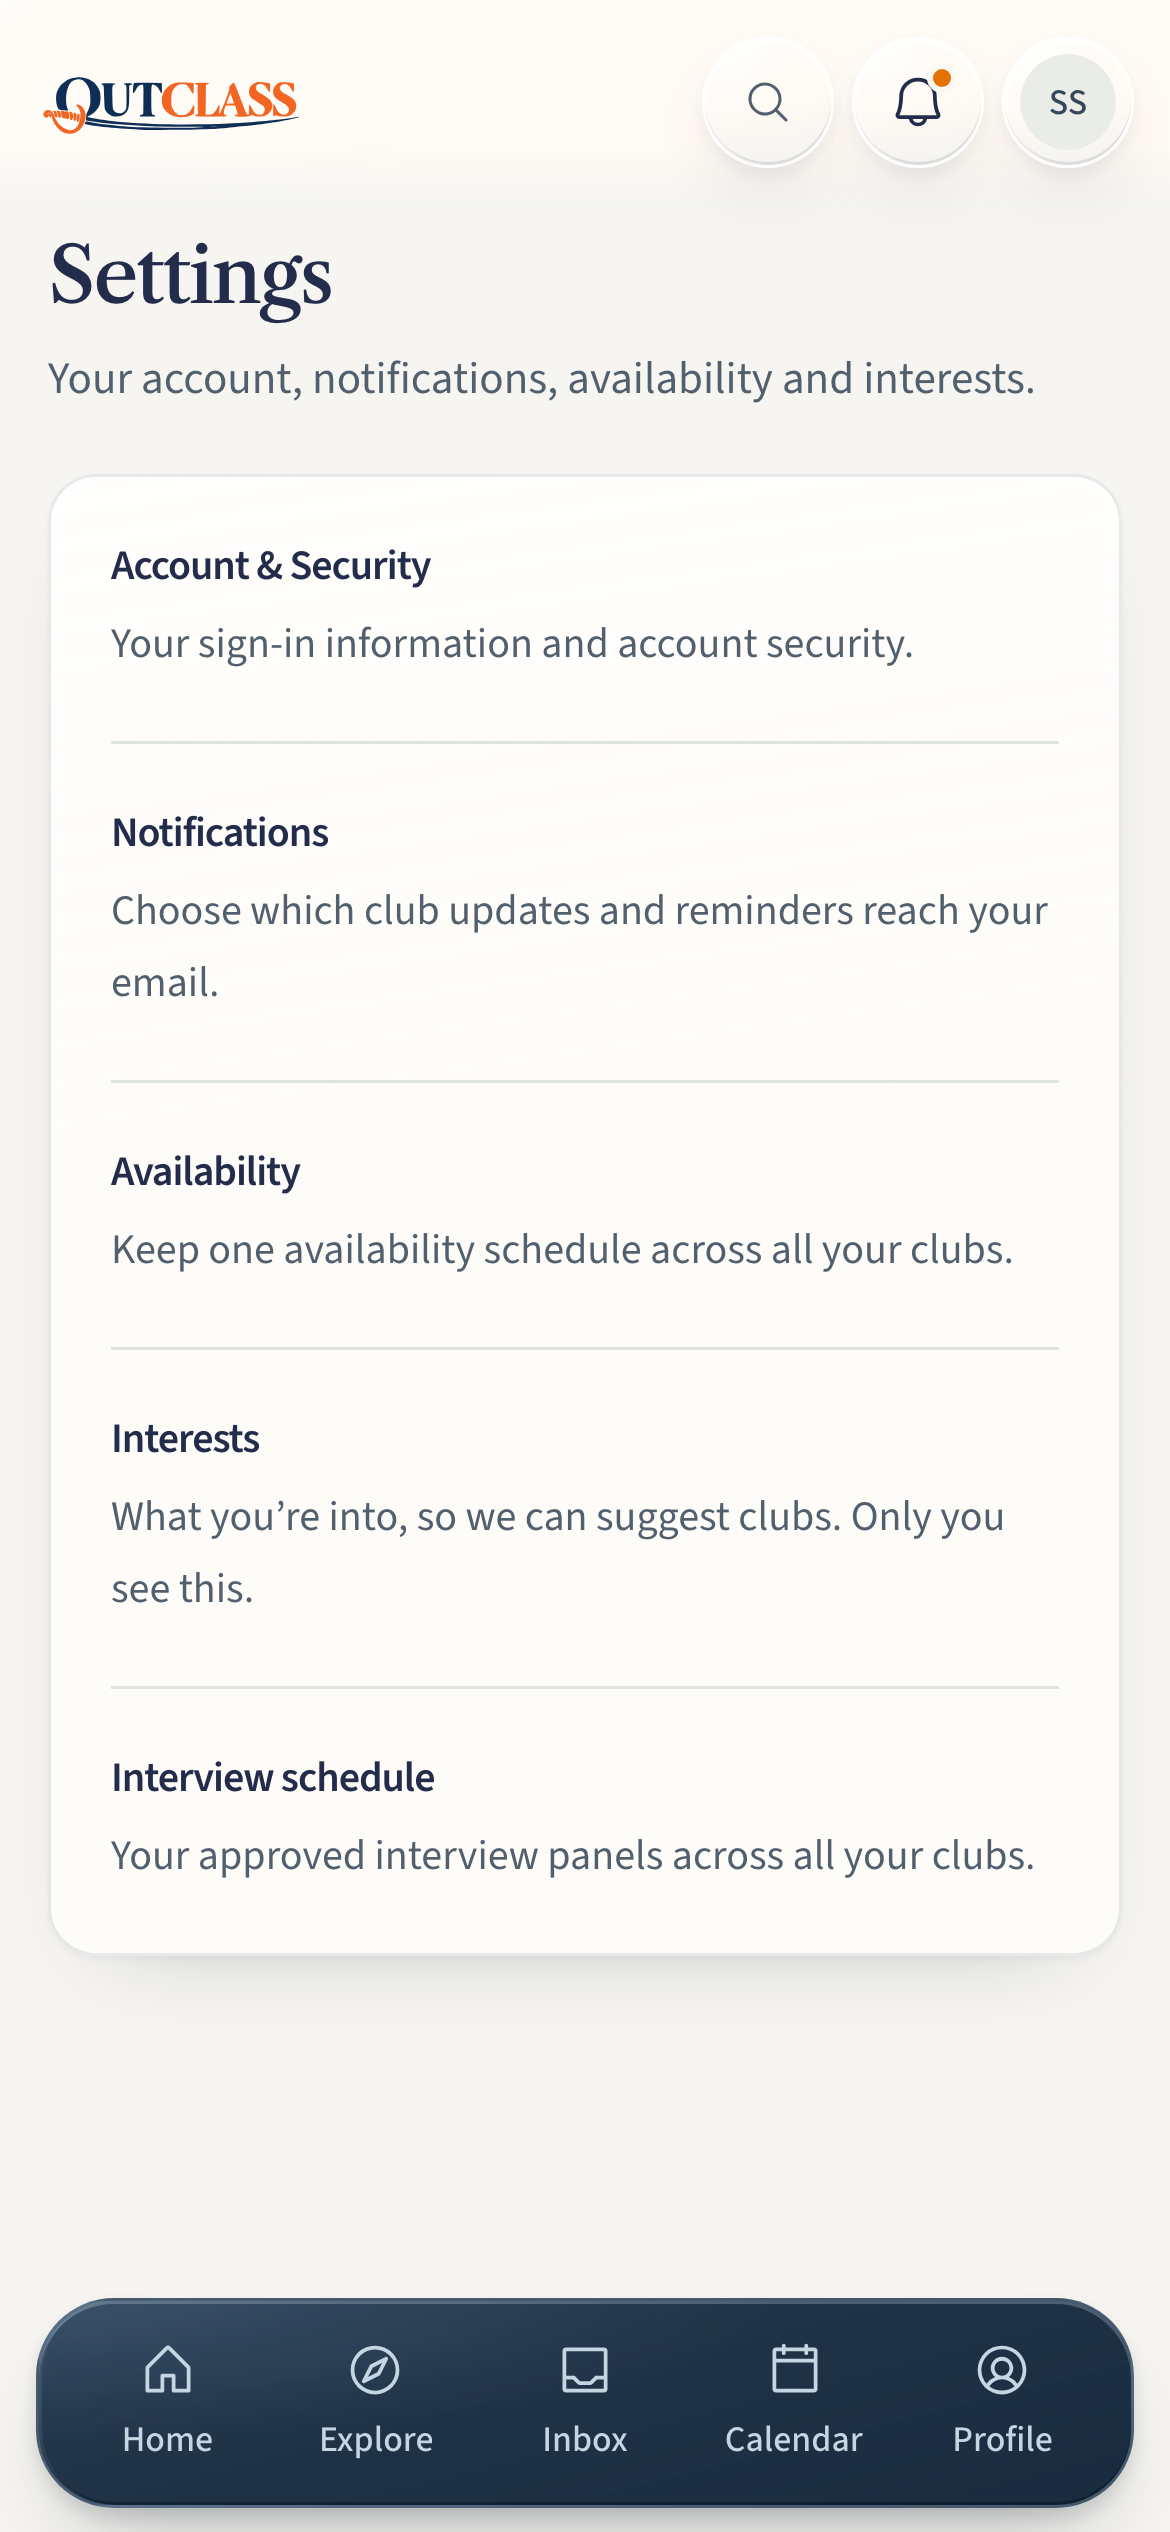 OUTCLASS
SS
Settings
Your account, notifications, availability and interests.
Account & Security
Your sign-in information and account security.
Notifications
Choose which club updates and reminders reach your
email.
Availability
Keep one availability schedule across all your clubs.
Interests
What you’re into, so we can suggest clubs. Only you
see this.
Interview schedule
Your approved interview panels across all your clubs.
Home
Explore
Inbox
Calendar
Profile